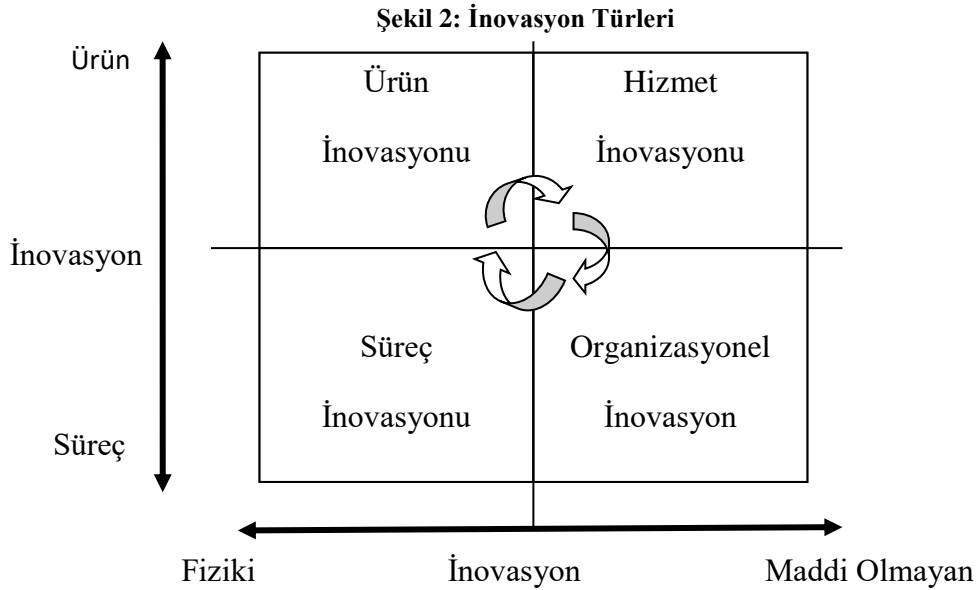 Şekil 2: İnovasyon Türleri
Ürün
Ürün
Hizmet
İnovasyonu
İnovasyonu
İnovasyon
Süreç
Organizasyonel
İnovasyonu
İnovasyon
Süreç
Fiziki
İnovasyon
Maddi Olmayan